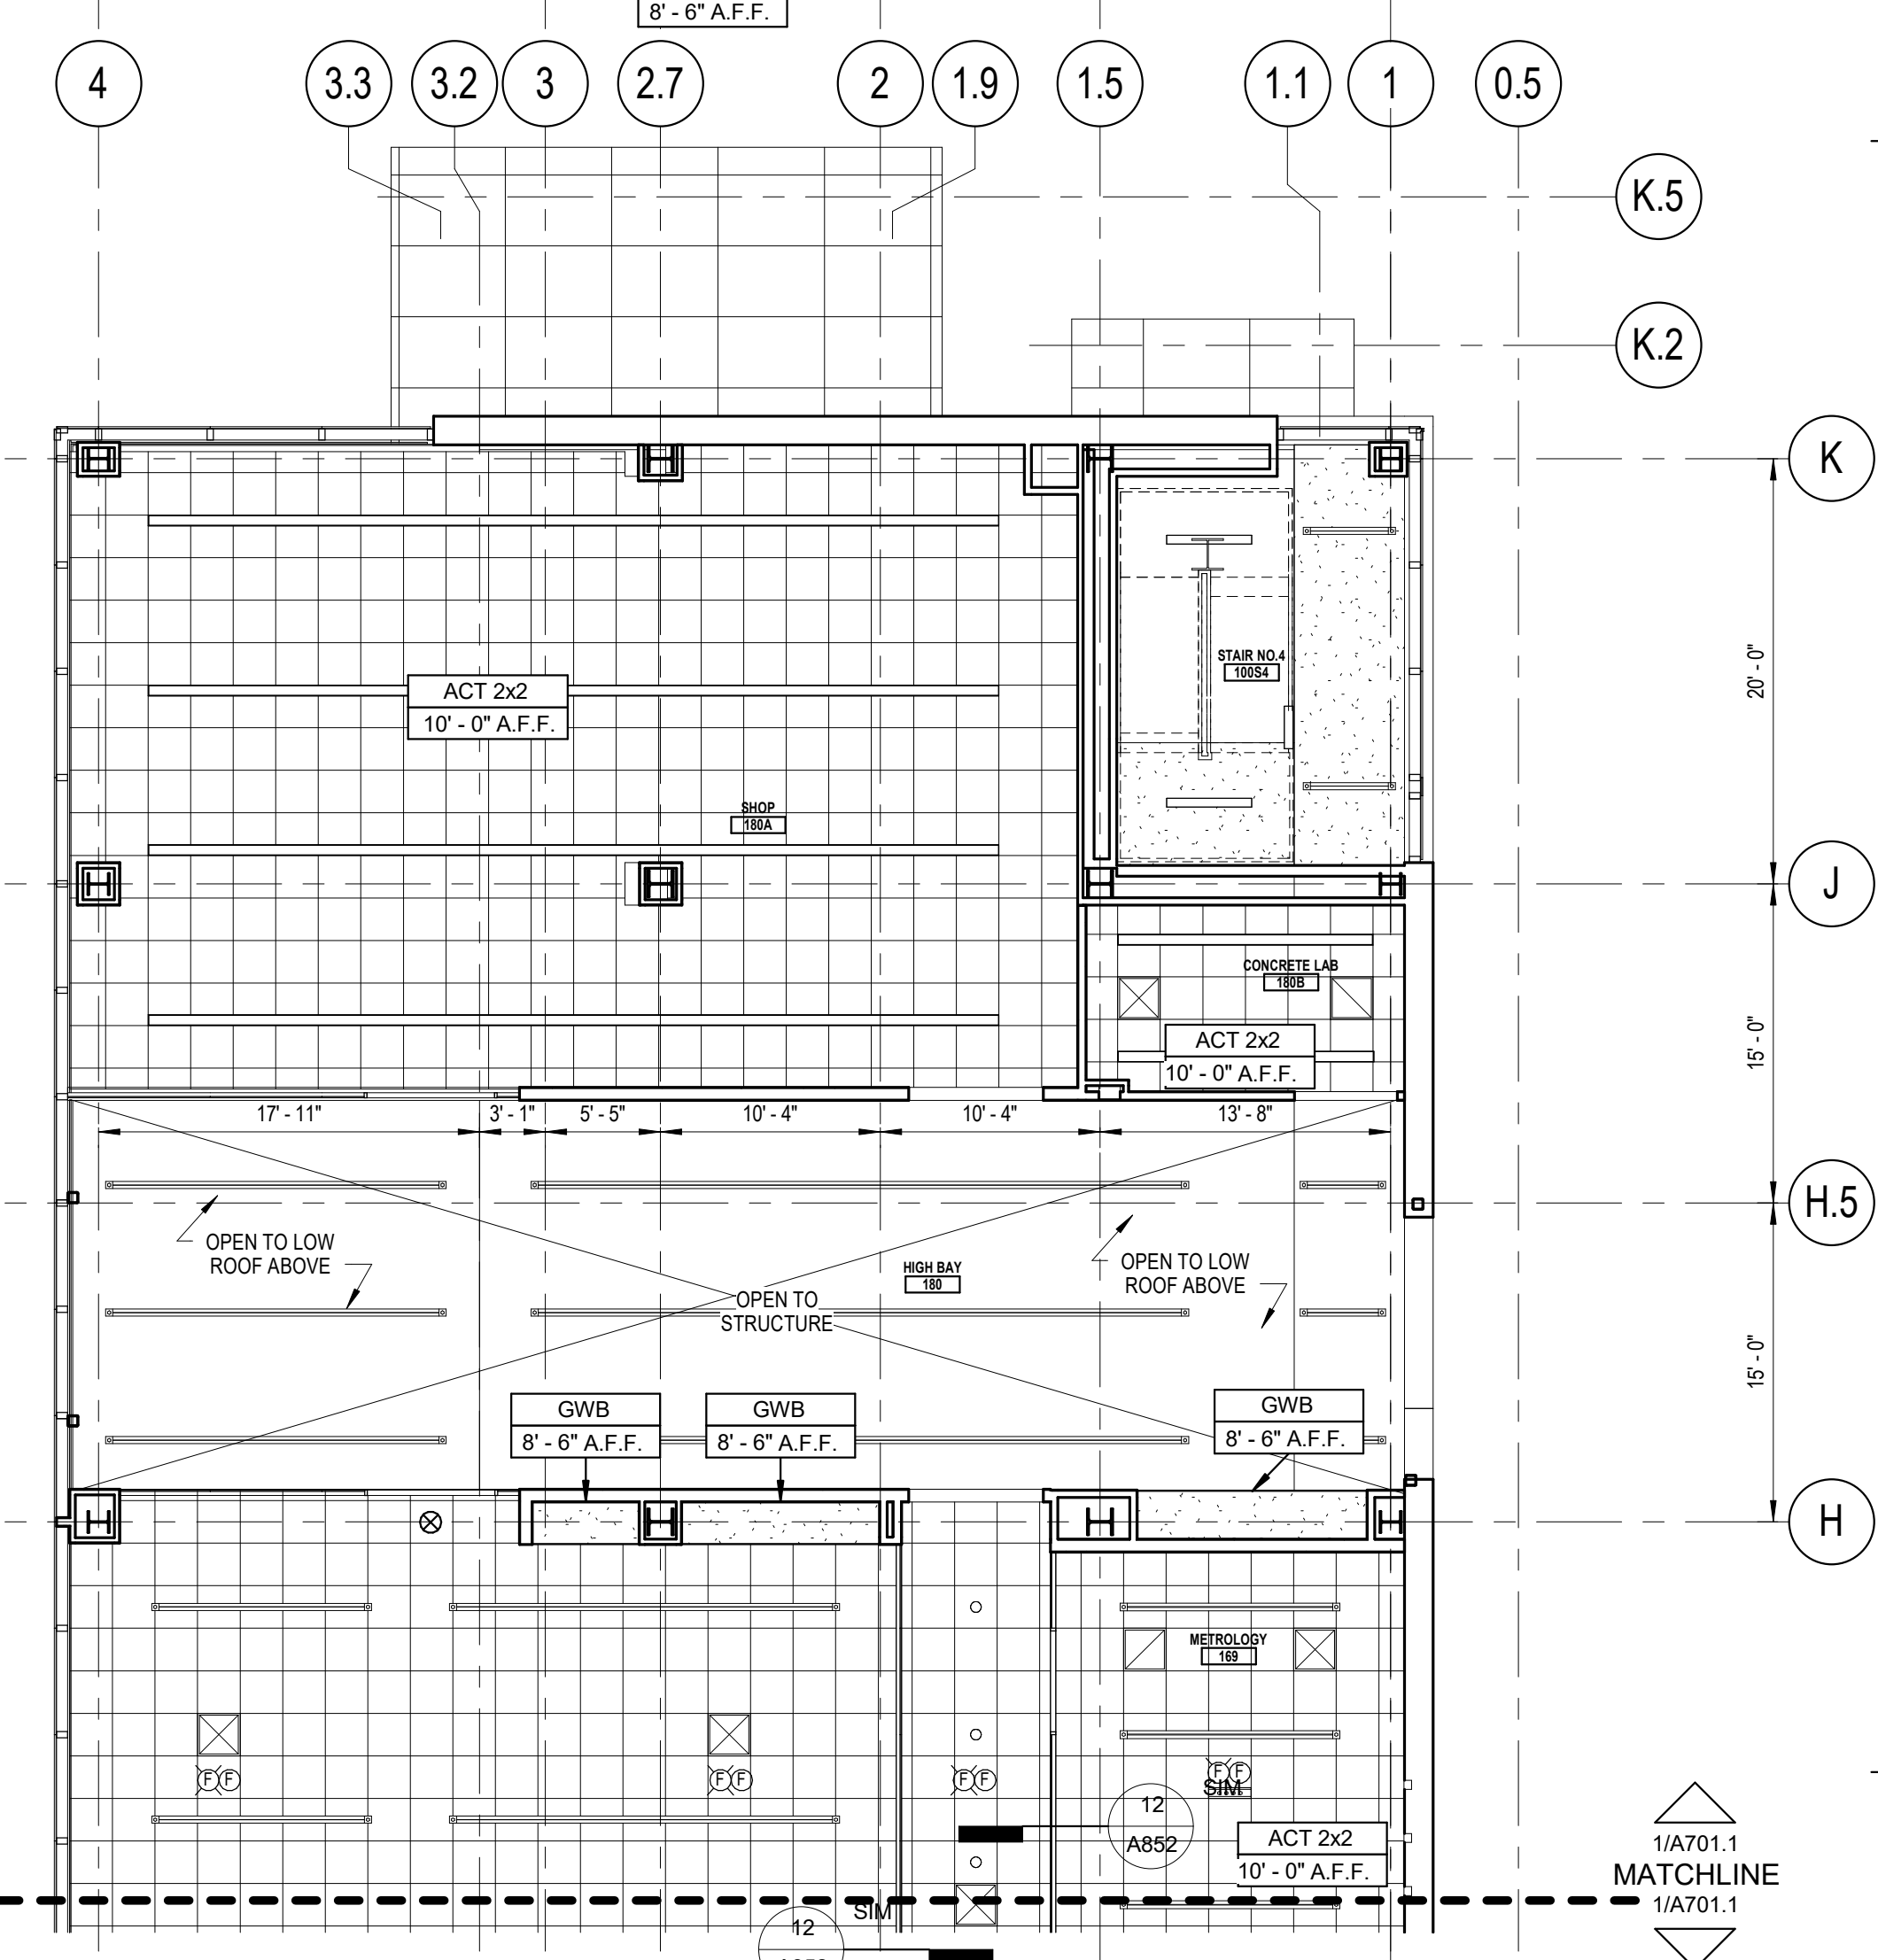 8' - 6" A.F.F.
4
3.3
3.2
3
2.7
2
1.9
1.5
1.1
1
0.5
K.5
K.2
K
20' - 0"
STAIR NO.4
100S4
ACT 2x2
10' - 0" A.F.F.
SHOP
180A
J
CONCRETE LAB
180B
ACT 2x2
10' - 0" A.F.F.
15' - 0"
17' - 11"
3' - 1"
5' - 5"
10' - 4"
10' - 4"
13' - 8"
H.5
OPEN TO LOW
ROOF ABOVE
HIGH BAY
180
OPEN TO LOW
ROOF ABOVE
OPEN TO
STRUCTURE
15' - 0"
GWB
8' - 6" A.F.F.
GWB
8' - 6" A.F.F.
GWB
8' - 6" A.F.F.
H
METROLOGY
169
F F
F F
F F
F F
SIM
12
A852
ACT 2x2
10' - 0" A.F.F.
1/A701.1
MATCHLINE
1/A701.1
SIM
12